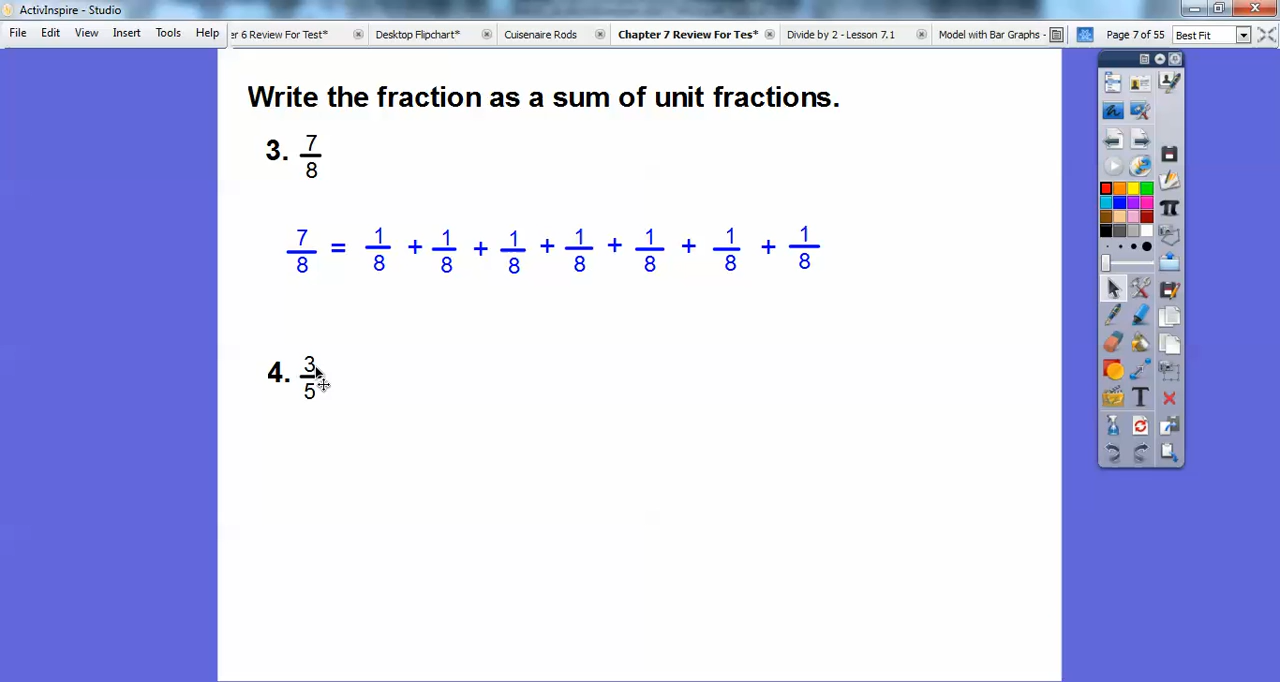 ActivInspire - Studio
File Edit View Insert Tools Help er 6 Review For Test* Desktop Flipchart* Cuisenaire Rods Chapter 7 Review For Tes* Divide by 2 - Lesson 7.1 Model with Bar Graphs - Page 7 of 55 Best Fit
Write the fraction as a sum of unit fractions.
3. 7/8
7/8 = 1/8 + 1/8 + 1/8 + 1/8 + 1/8 + 1/8 + 1/8
4. 3/5